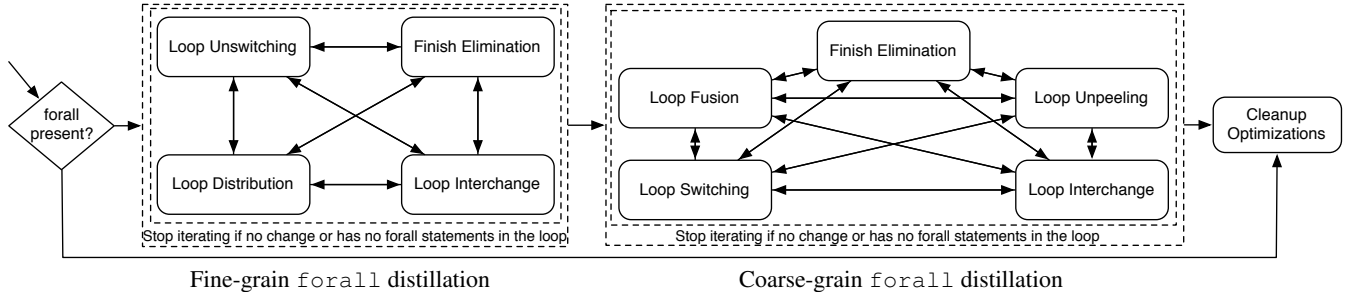 forall
present?
Loop Unswitching
Finish Elimination
Loop Distribution
Loop Interchange
Stop iterating if no change or has no forall statements in the loop
Finish Elimination
Loop Fusion
Loop Unpeeling
Loop Switching
Loop Interchange
Stop iterating if no change or has no forall statements in the loop
Cleanup
Optimizations
Fine-grain forall distillation
Coarse-grain forall distillation